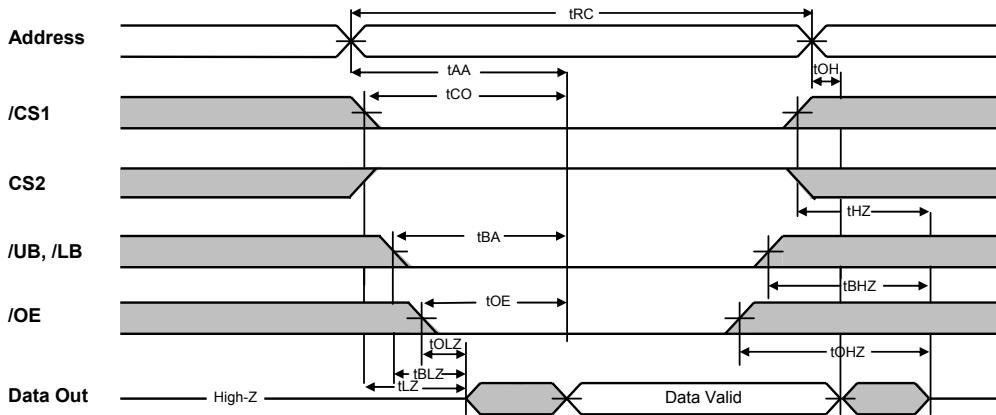 tRC
Address
tOH
tAA
tCO
/CS1
CS2
tHZ
tBA
/UB, /LB
tBHZ
tOE
/OE
tOLZ
tOHZ
tBLZ
tLZ
Data Out
High-Z
Data Valid